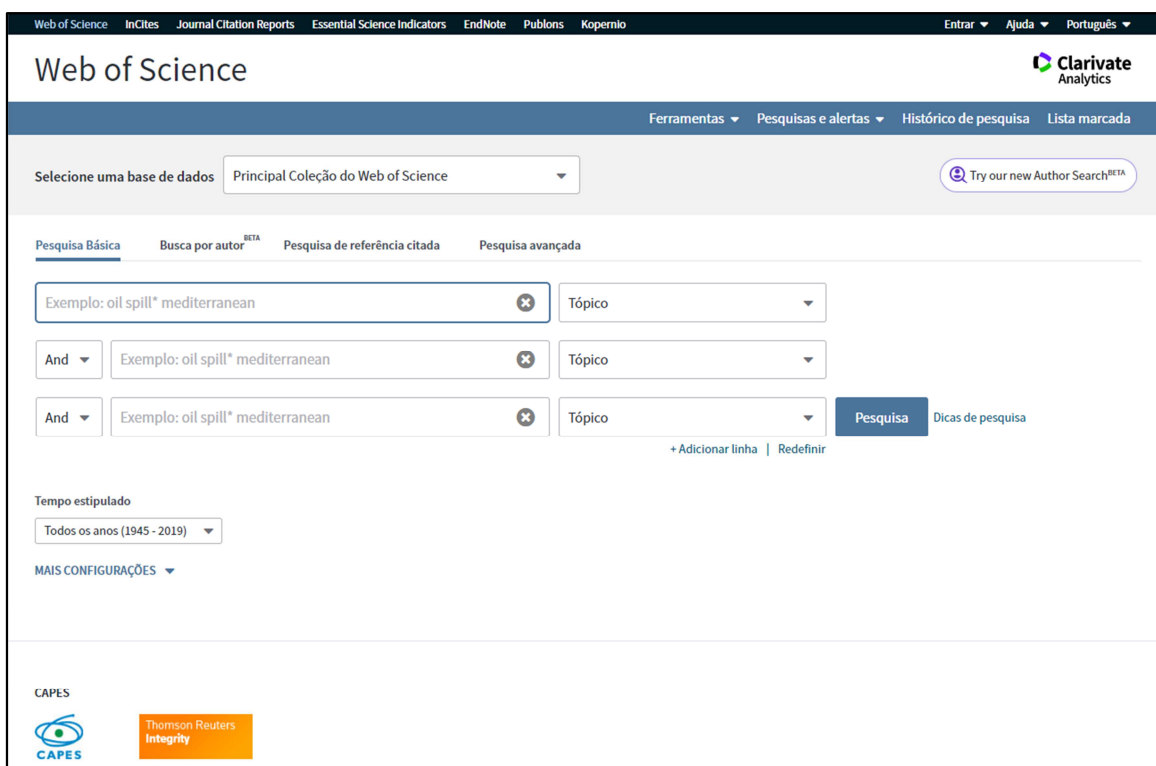 Web of Science InCites Journal Citation Reports Essential Science Indicators EndNote Publons Kopernio Entrar Ajuda Português
Web of Science
Clarivate
Analytics
Ferramentas Pesquisas e alertas Histórico de pesquisa Lista marcada
Selecione uma base de dados Principal Coleção do Web of Science Try our new Author Search BETA
Pesquisa Básica Busca por autor BETA Pesquisa de referência citada Pesquisa avançada
Exemplo: oil spill* mediterranean Tópico
And Exemplo: oil spill* mediterranean Tópico
And Exemplo: oil spill* mediterranean Tópico Pesquisa Dicas de pesquisa
+ Adicionar linha | Redefinir
Tempo estipulado
Todos os anos (1945 - 2019)
MAIS CONFIGURAÇÕES
CAPES
Thomson Reuters
Integrity
CAPES